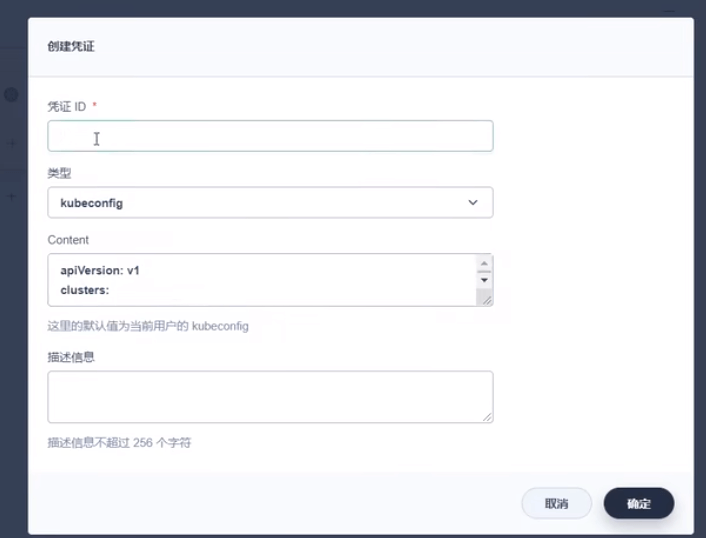 创建凭证
凭证 ID *
类型
kubeconfig
Content
apiVersion: v1
clusters:
这里的默认值为当前用户的 kubeconfig
描述信息
描述信息不超过 256 个字符
取消
确定